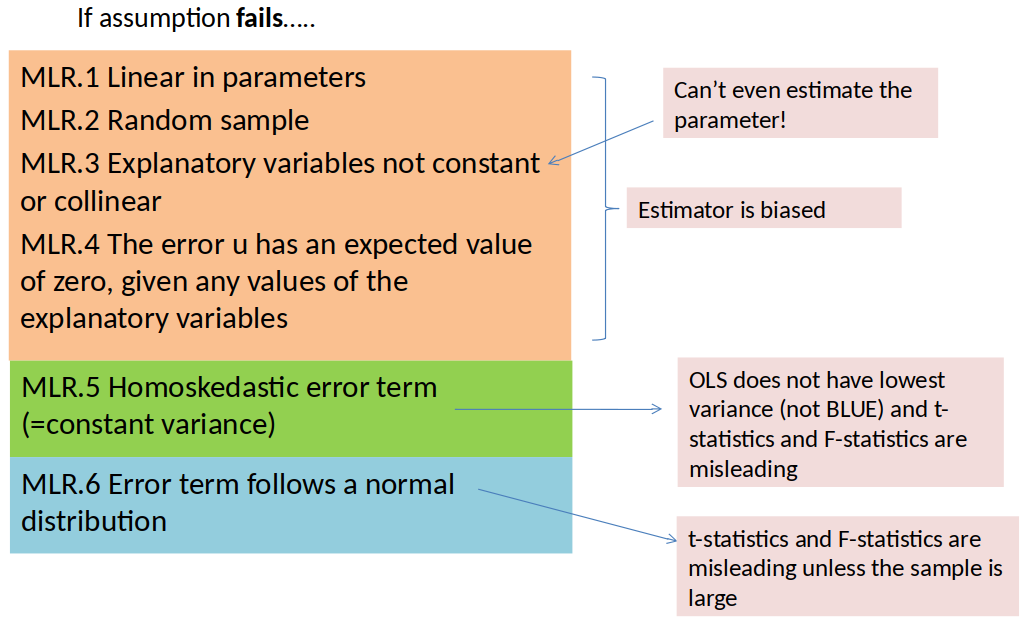 If assumption fails…..
MLR.1 Linear in parameters
MLR.2 Random sample
MLR.3 Explanatory variables not constant
or collinear
MLR.4 The error u has an expected value
of zero, given any values of the
explanatory variables
MLR.5 Homoskedastic error term
(=constant variance)
MLR.6 Error term follows a normal
distribution
Can’t even estimate the
parameter!
Estimator is biased
OLS does not have lowest
variance (not BLUE) and t-
statistics and F-statistics are
misleading
t-statistics and F-statistics are
misleading unless the sample is
large